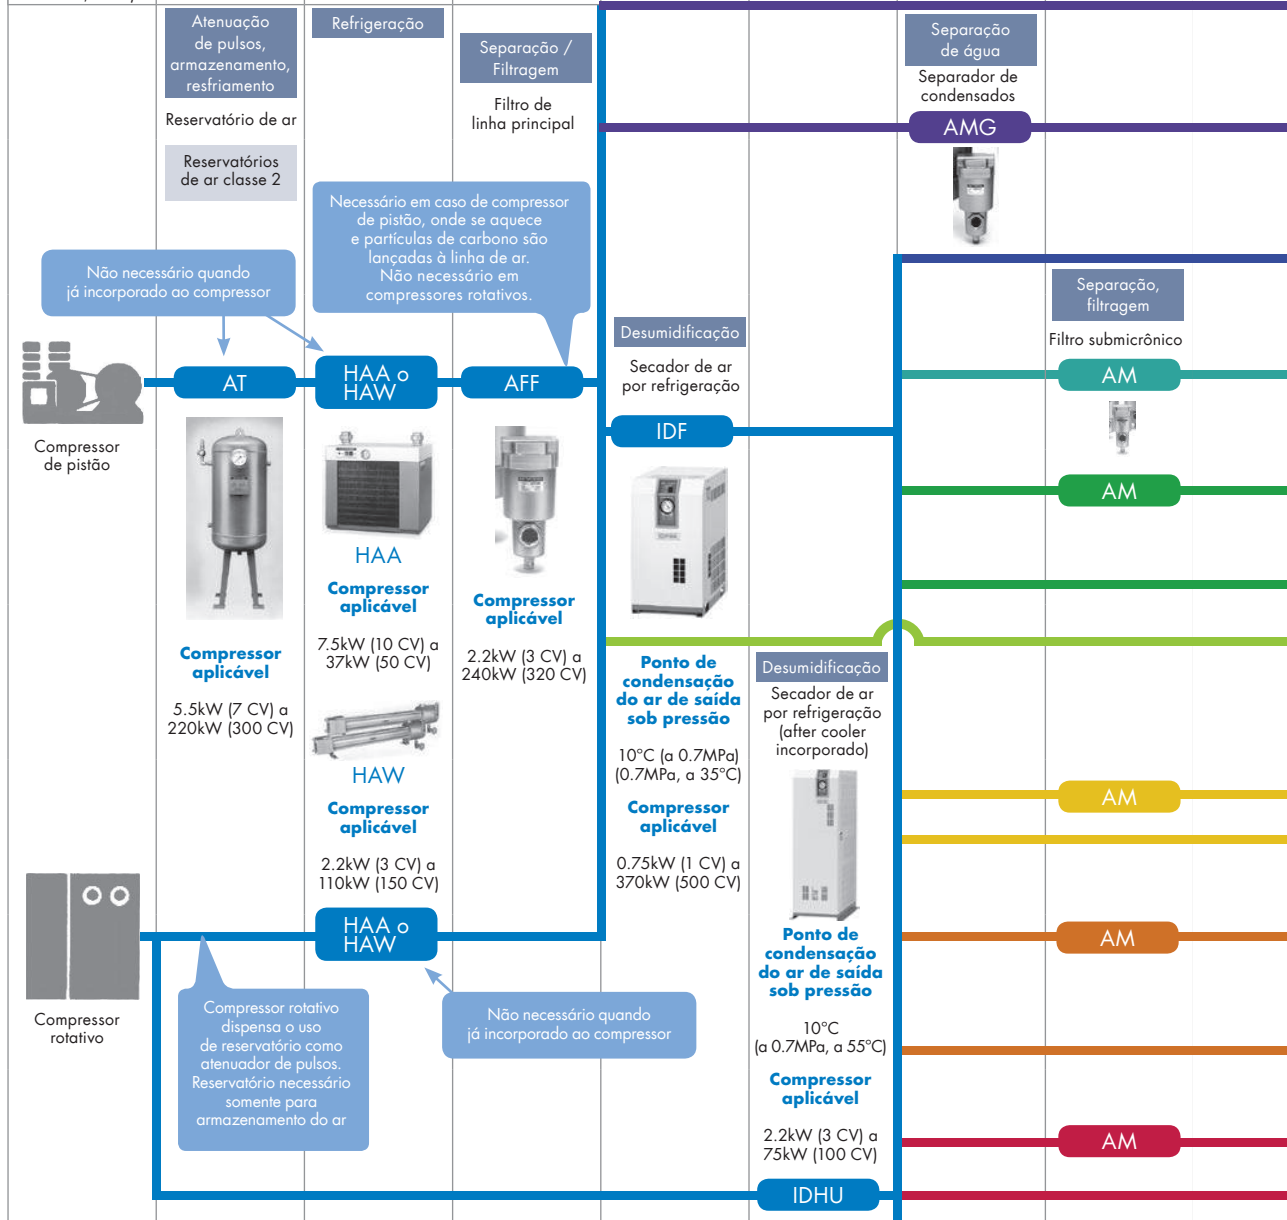 Atenuação
de pulsos,
armazenamento,
resfriamento
Reservatório de ar
Reservatórios
de ar classe 2
Refrigeração
Separação /
Filtragem
Filtro de
linha principal
Separação
de água
Separador de
condensados
AMG
Necessário em caso de compressor
de pistão, onde se aquece
e partículas de carbono são
lançadas à linha de ar.
Não necessário em
compressores rotativos.
Não necessário quando
já incorporado ao compressor
Separação,
filtragem
Filtro submicrônico
Desumidificação
Secador de ar
por refrigeração
AT
HAA o
HAW
AFF
IDF
AM
AM
Compressor
de pistão
HAA
Compressor
aplicável
7.5kW (10 CV) a
37kW (50 CV)
Compressor
aplicável
2.2kW (3 CV) a
240kW (320 CV)
Compressor
aplicável
5.5kW (7 CV) a
220kW (300 CV)
HAW
Compressor
aplicável
2.2kW (3 CV) a
110kW (150 CV)
Ponto de
condensação
do ar de saída
sob pressão
10ºC (a 0.7MPa)
(0.7MPa, a 35ºC)
Compressor
aplicável
0.75kW (1 CV) a
370kW (500 CV)
Desumidificação
Secador de ar
por refrigeração
(after cooler
incorporado)
AM
HAA o
HAW
AM
Ponto de
condensação
do ar de saída
sob pressão
10ºC
(a 0.7MPa, a 55ºC)
Compressor
aplicável
2.2kW (3 CV) a
75kW (100 CV)
Compressor
rotativo
Compressor rotativo
dispensa o uso
de reservatório como
atenuador de pulsos.
Reservatório necessário
somente para
armazenamento do ar
Não necessário quando
já incorporado ao compressor
AM
IDHU